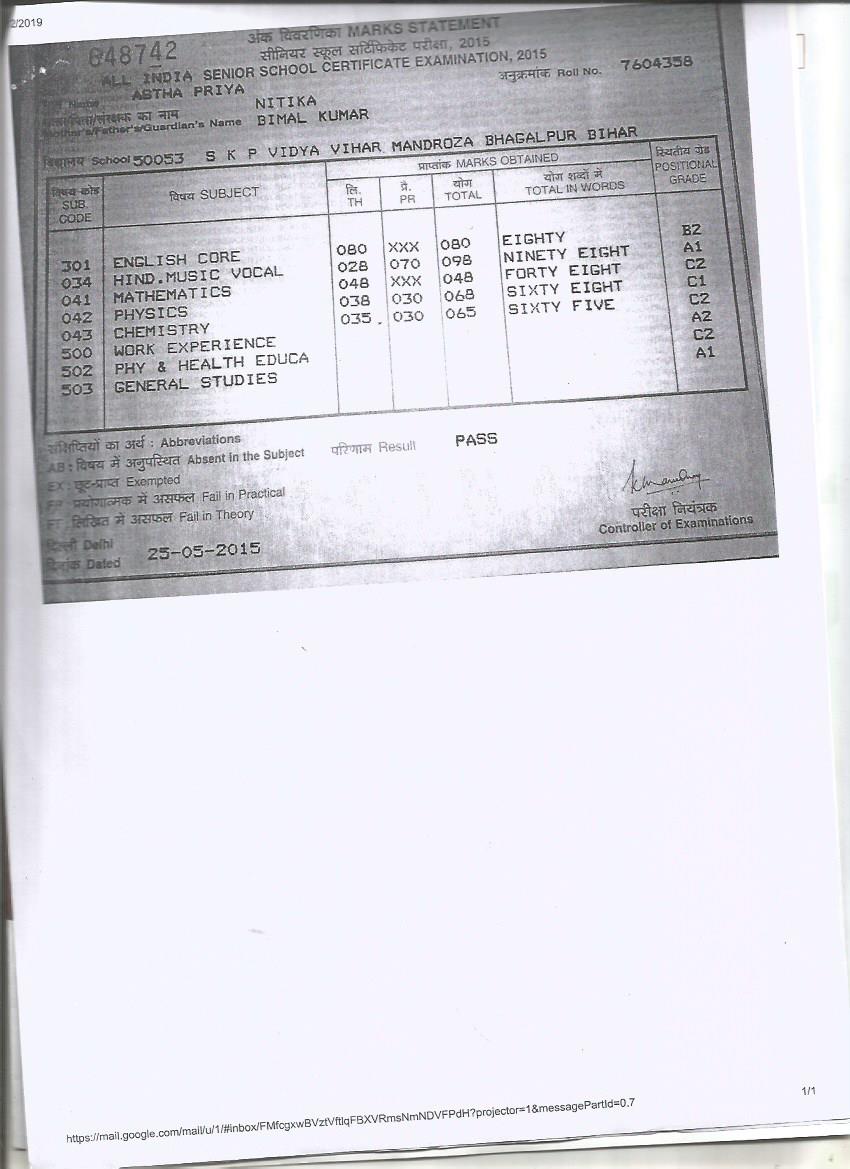 2/2019
848742
अंक विवरणिका MARKS STATEMENT
सीनियर स्कूल सर्टिफिकेट परीक्षा, 2015
ALL INDIA SENIOR SCHOOL CERTIFICATE EXAMINATION, 2015
अनुक्रमांक Roll No. 7604358
Name ASTHA PRIYA
NITIKA
का नाम
Mother's/Father's/Guardian's Name BIMAL KUMAR
विद्यालय School 50053 S K P VIDYA VIHAR MANDROZA BHAGALPUR BIHAR
विषय कोड SUB. CODE विषय SUBJECT प्राप्तांक MARKS OBTAINED स्थितीय ग्रेड POSITIONAL GRADE
लि. TH प्रै. PR योग TOTAL योग शब्दों में TOTAL IN WORDS
301 ENGLISH CORE 080 XXX 080 EIGHTY B2
034 HIND.MUSIC VOCAL 028 070 098 NINETY EIGHT A1
041 MATHEMATICS 048 XXX 048 FORTY EIGHT C2
042 PHYSICS 038 030 068 SIXTY EIGHT C1
043 CHEMISTRY 035 030 065 SIXTY FIVE C2
500 WORK EXPERIENCE A2
502 PHY & HEALTH EDUCA C2
503 GENERAL STUDIES A1
संक्षिप्तियों का अर्थ : Abbreviations
AB : विषय में अनुपस्थित Absent in the Subject
परिणाम Result PASS
EX : छूट-प्राप्त Exempted
FP : प्रयोगात्मक में असफल Fail in Practical
FT : लिखित में असफल Fail in Theory
परीक्षा नियंत्रक
Controller of Examinations
दिल्ली Delhi
दिनांक Dated 25-05-2015
1/1
https://mail.google.com/mail/u/1/#inbox/FMfcgxwBVztVftlqFBXVRmsNmNDVFPdH?projector=1&messagePartId=0.7